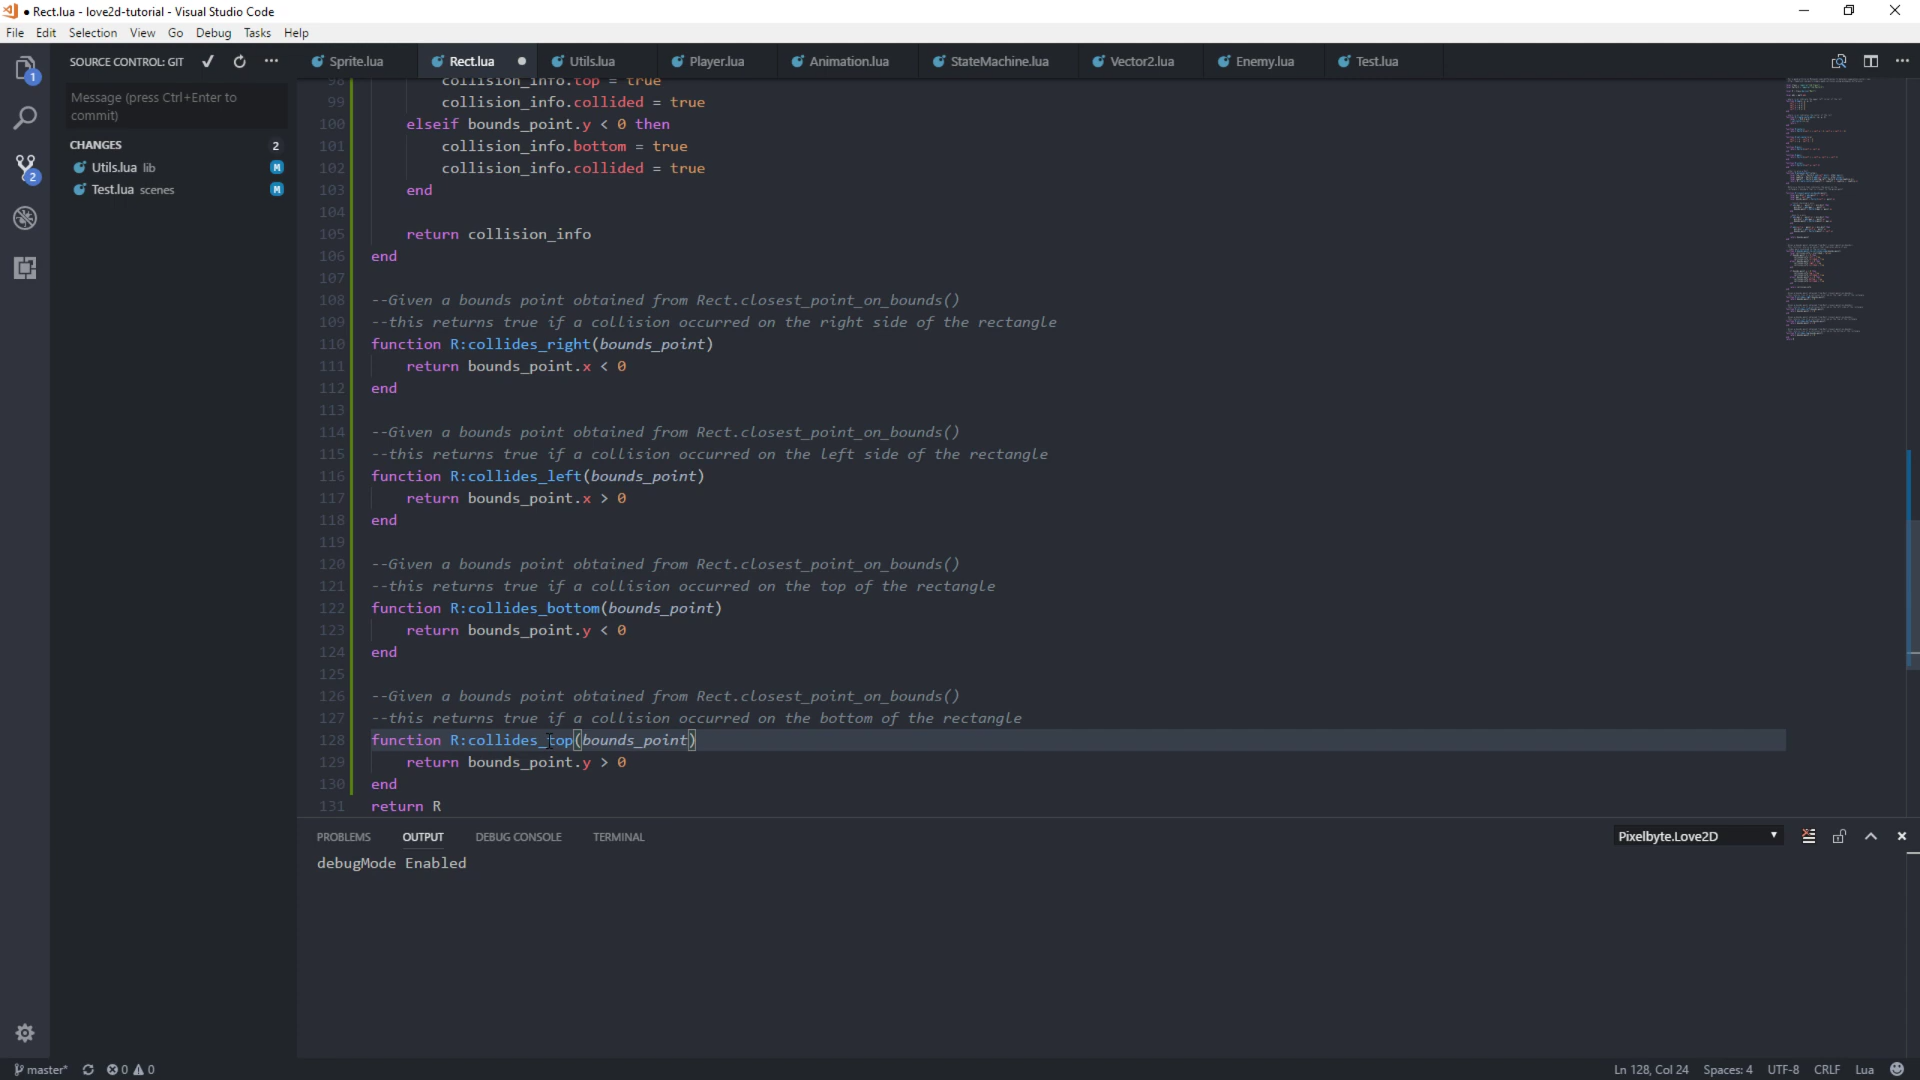 ● Rect.lua - love2d-tutorial - Visual Studio Code
File Edit Selection View Go Debug Tasks Help
SOURCE CONTROL: GIT
Sprite.lua Rect.lua Utils.lua Player.lua Animation.lua StateMachine.lua Vector2.lua Enemy.lua Test.lua
1
Message (press Ctrl+Enter to
commit)
CHANGES 2
Utils.lua lib M
Test.lua scenes M
2
98 collision_info.top = true
99 collision_info.collided = true
100 elseif bounds_point.y < 0 then
101 collision_info.bottom = true
102 collision_info.collided = true
103 end
104
105 return collision_info
106 end
107
108 --Given a bounds point obtained from Rect.closest_point_on_bounds()
109 --this returns true if a collision occurred on the right side of the rectangle
110 function R:collides_right(bounds_point)
111 return bounds_point.x < 0
112 end
113
114 --Given a bounds point obtained from Rect.closest_point_on_bounds()
115 --this returns true if a collision occurred on the left side of the rectangle
116 function R:collides_left(bounds_point)
117 return bounds_point.x > 0
118 end
119
120 --Given a bounds point obtained from Rect.closest_point_on_bounds()
121 --this returns true if a collision occurred on the top of the rectangle
122 function R:collides_bottom(bounds_point)
123 return bounds_point.y < 0
124 end
125
126 --Given a bounds point obtained from Rect.closest_point_on_bounds()
127 --this returns true if a collision occurred on the bottom of the rectangle
128 function R:collides_top(bounds_point)
129 return bounds_point.y > 0
130 end
131 return R
PROBLEMS OUTPUT DEBUG CONSOLE TERMINAL Pixelbyte.Love2D
debugMode Enabled
master* 0 0 Ln 128, Col 24 Spaces: 4 UTF-8 CRLF Lua